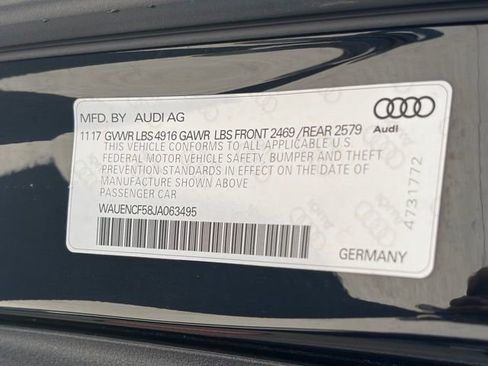 MFD. BY AUDI AG
11 17 GVWR LBS 4916 GAWR LBS FRONT 2469 /REAR 2579
THIS VEHICLE CONFORMS TO ALL APPLICABLE U.S
FEDERAL MOTOR VEHICLE SAFETY, BUMPER AND THEFT
PREVENTION STANDARDS IN EFFECT ON THE DATE OF
MANUFACTURE SHOWN ABOVE
PASSENGER CAR
WAUENCF58JA063495
Audi
4731772
GERMANY